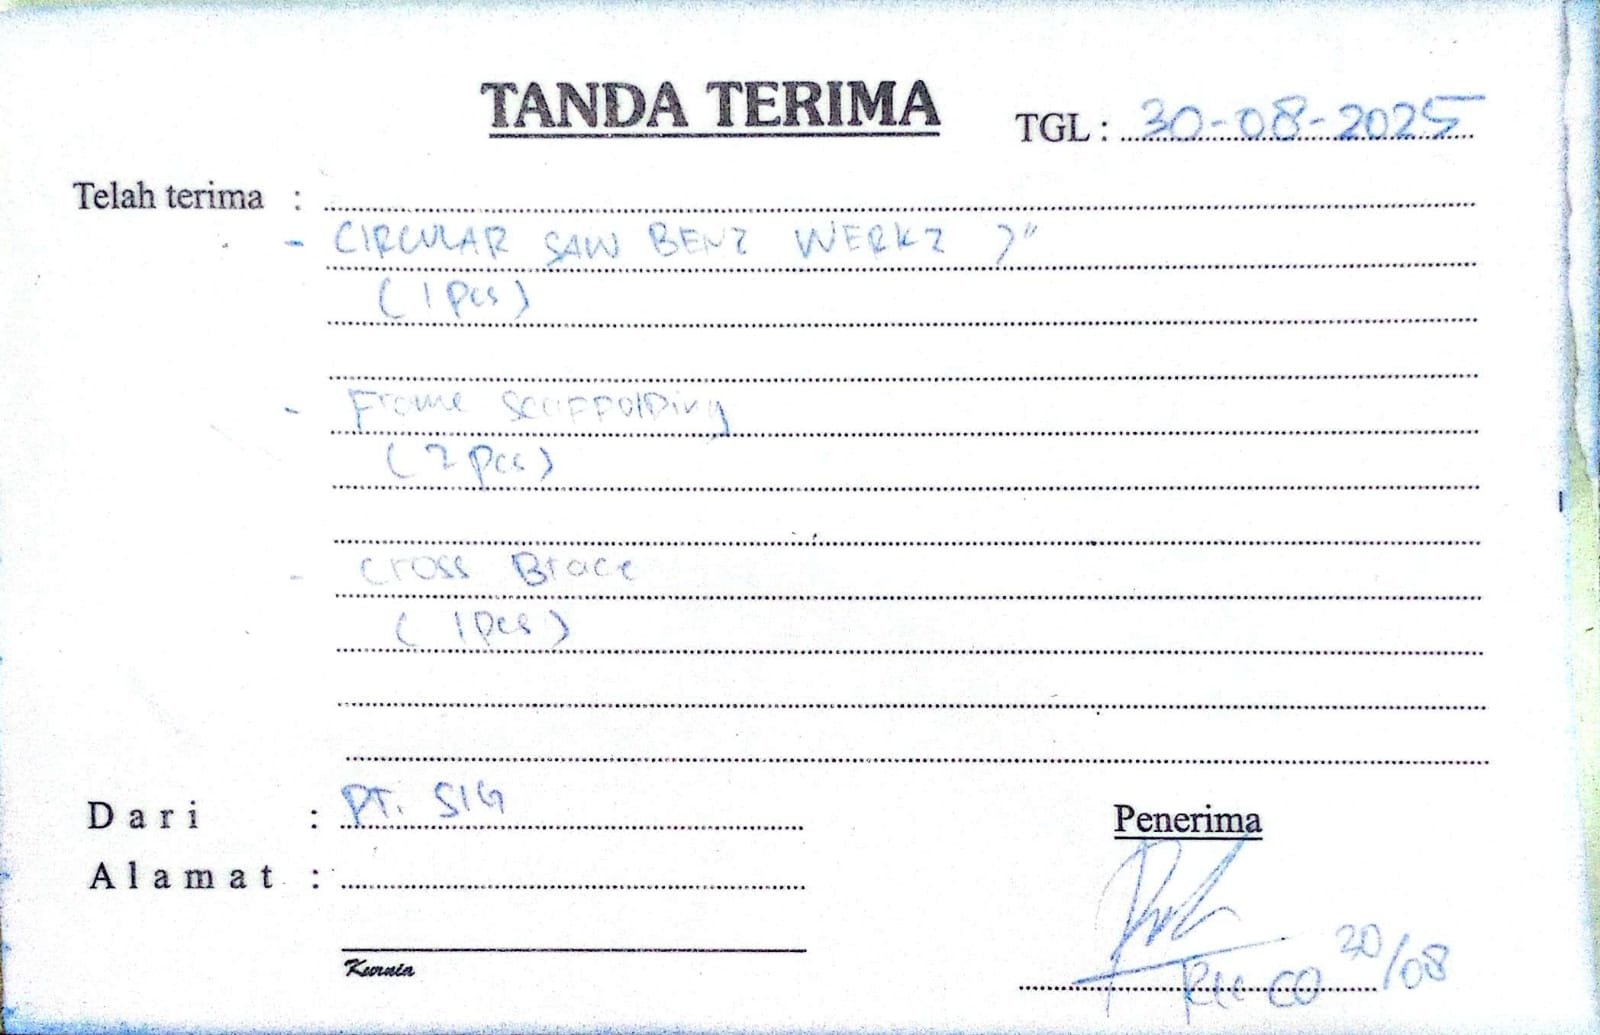 TANDA TERIMA
TGL : 30-08-2025
Telah terima :
- CIRCULAR SAW BENZ WERKZ 7"
(1 Pcs)
- Frame Scaffolding
(2 pcs)
- Cross Brace
(1 pcs)
Dari : PT. SIG
Alamat :
Penerima
Kurnia
Ricco 30/08